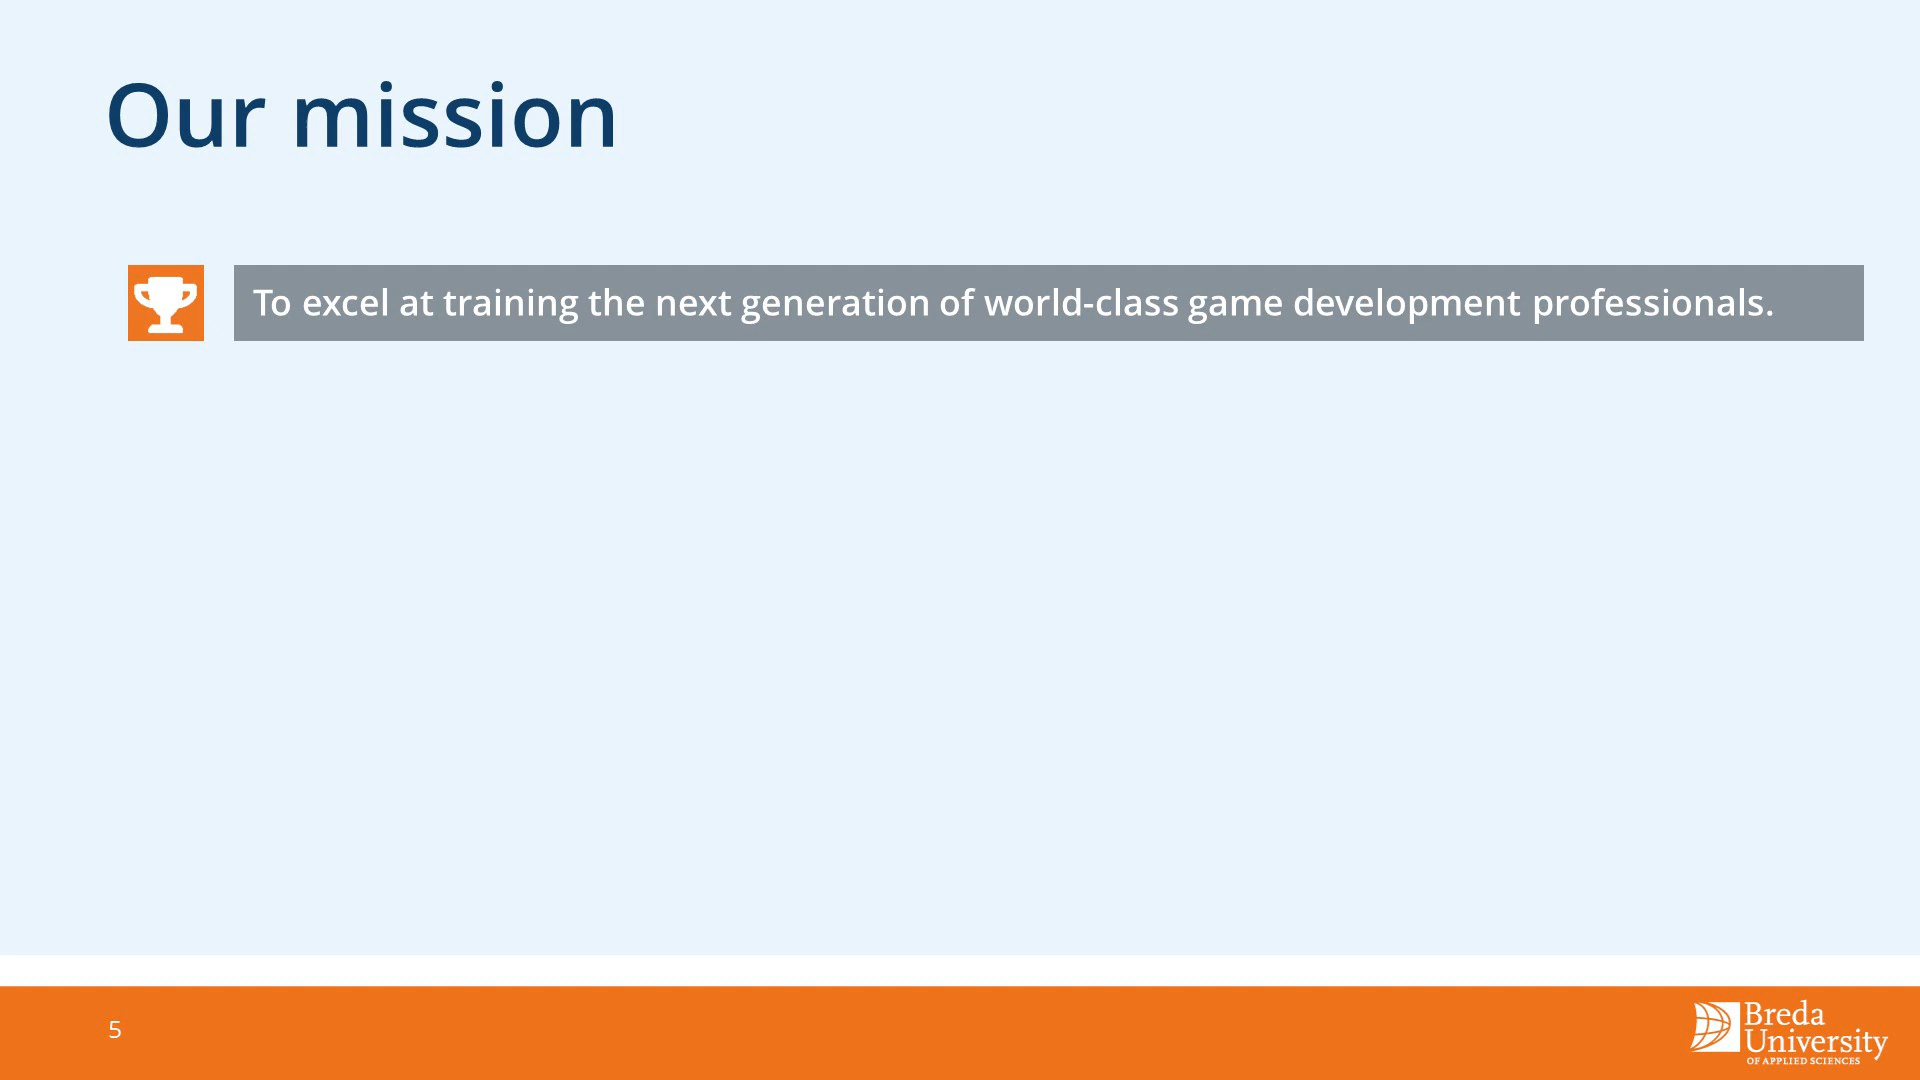 Our mission
To excel at training the next generation of world-class game development professionals.
5
Breda
University
OF APPLIED SCIENCES